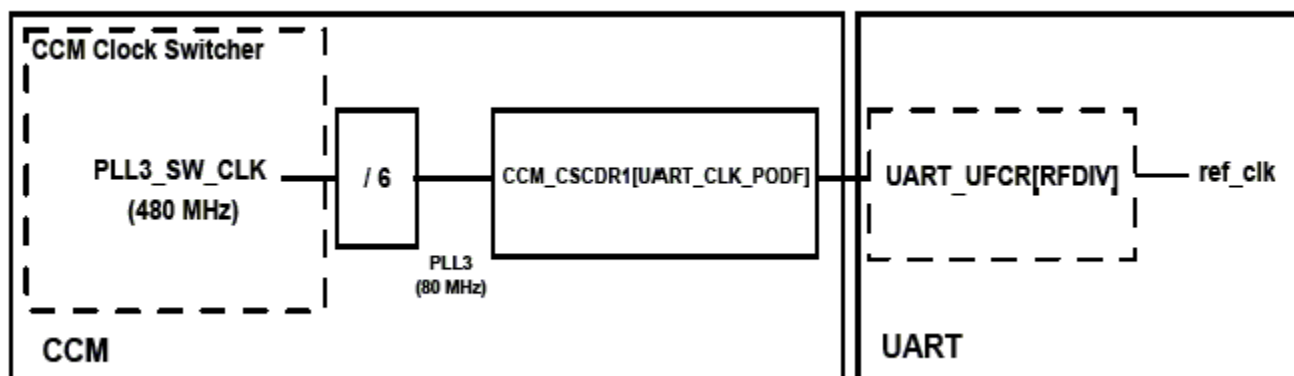 CCM Clock Switcher
PLL3_SW_CLK
(480 MHz)
/ 6
PLL3
(80 MHz)
CCM_CSCDR1[UART_CLK_PODF]
UART_UFCR[RFDIV]
ref_clk
CCM
UART